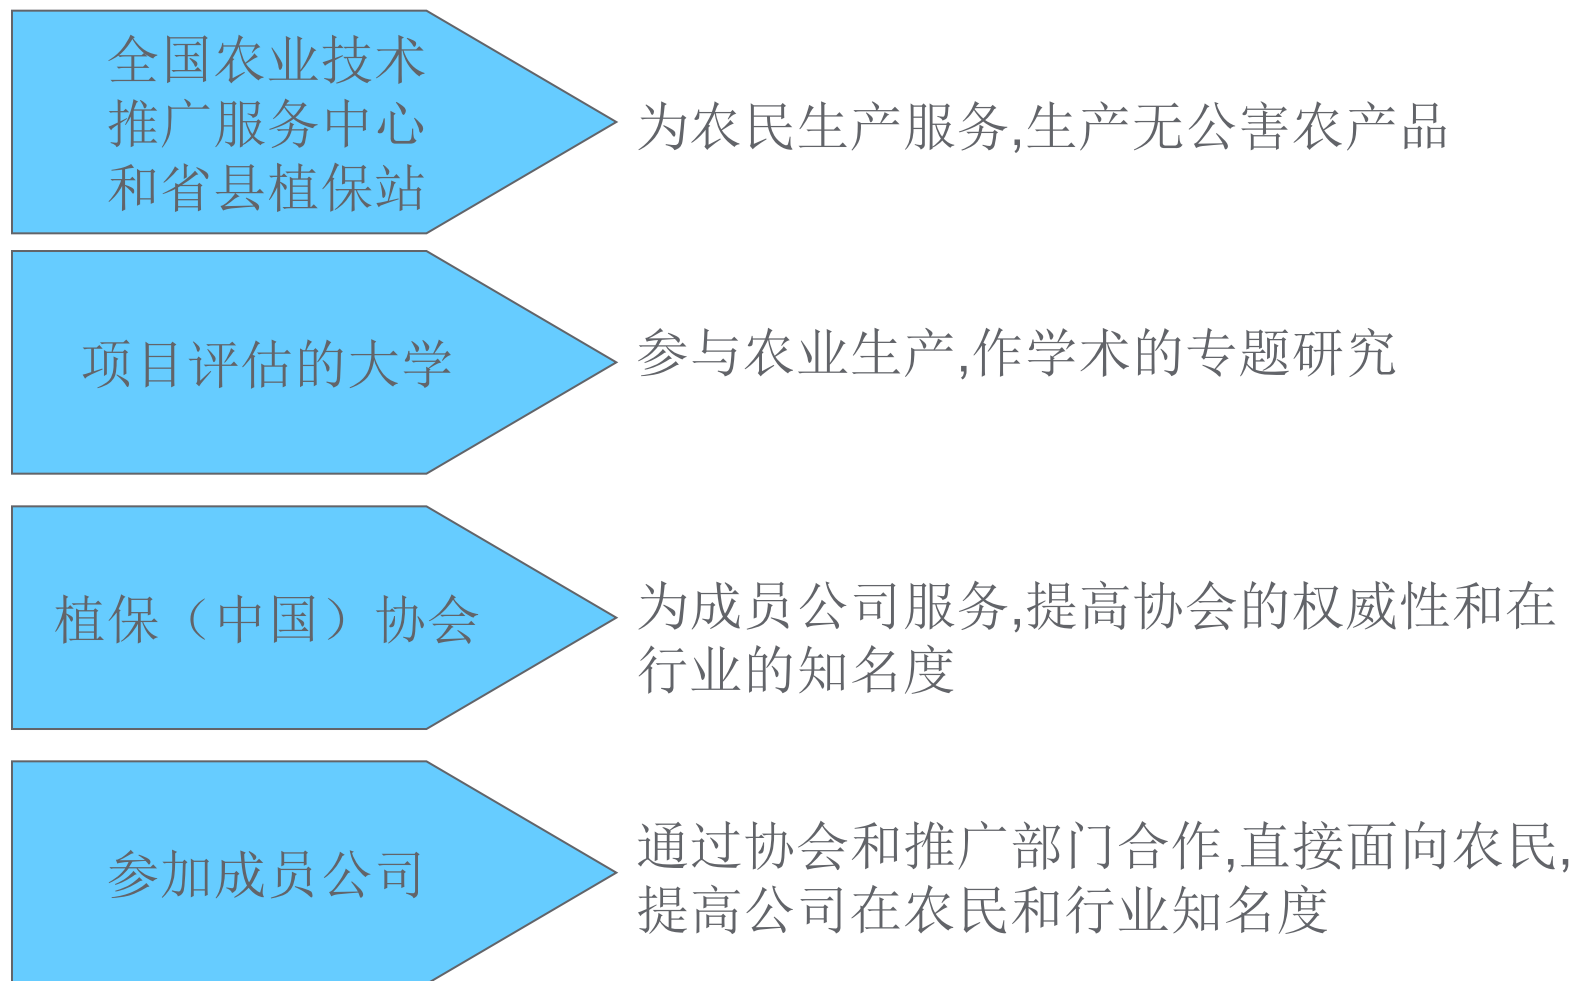 全国农业技术
推广服务中心
和省县植保站
为农民生产服务,生产无公害农产品
项目评估的大学
参与农业生产,作学术的专题研究
植保（中国）协会
为成员公司服务,提高协会的权威性和在
行业的知名度
参加成员公司
通过协会和推广部门合作,直接面向农民,
提高公司在农民和行业知名度